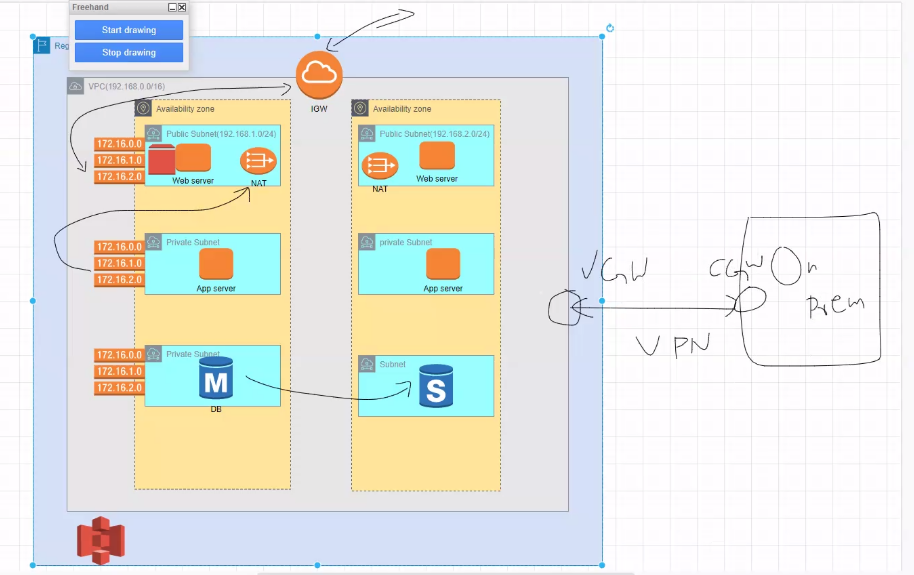 Freehand
Start drawing
Stop drawing
Reg
IGW
VPC(192.168.0.0/16)
Availability zone
Public Subnet(192.168.1.0/24)
172.16.0.0
172.16.1.0
172.16.2.0
Web server
NAT
Private Subnet
172.16.0.0
172.16.1.0
172.16.2.0
App server
Private Subnet
172.16.0.0
172.16.1.0
172.16.2.0
M
DB
Availability zone
Public Subnet(192.168.2.0/24)
Web server
NAT
private Subnet
App server
Subnet
S
VGW
CGW
VPN
On
prem